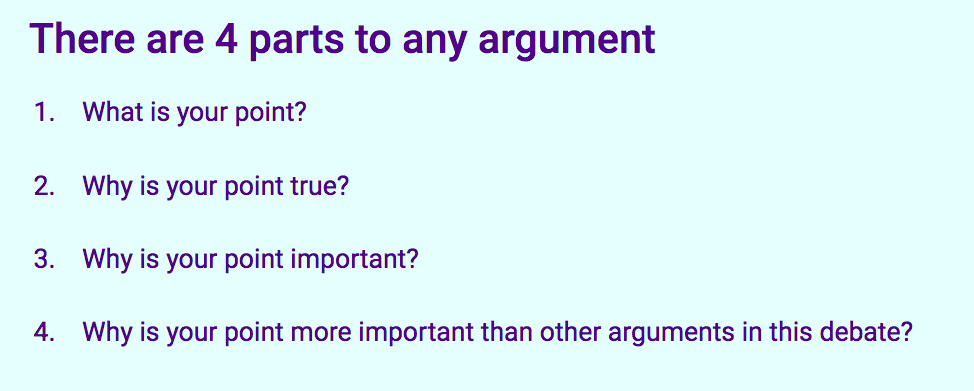 There are 4 parts to any argument
1. What is your point?
2. Why is your point true?
3. Why is your point important?
4. Why is your point more important than other arguments in this debate?